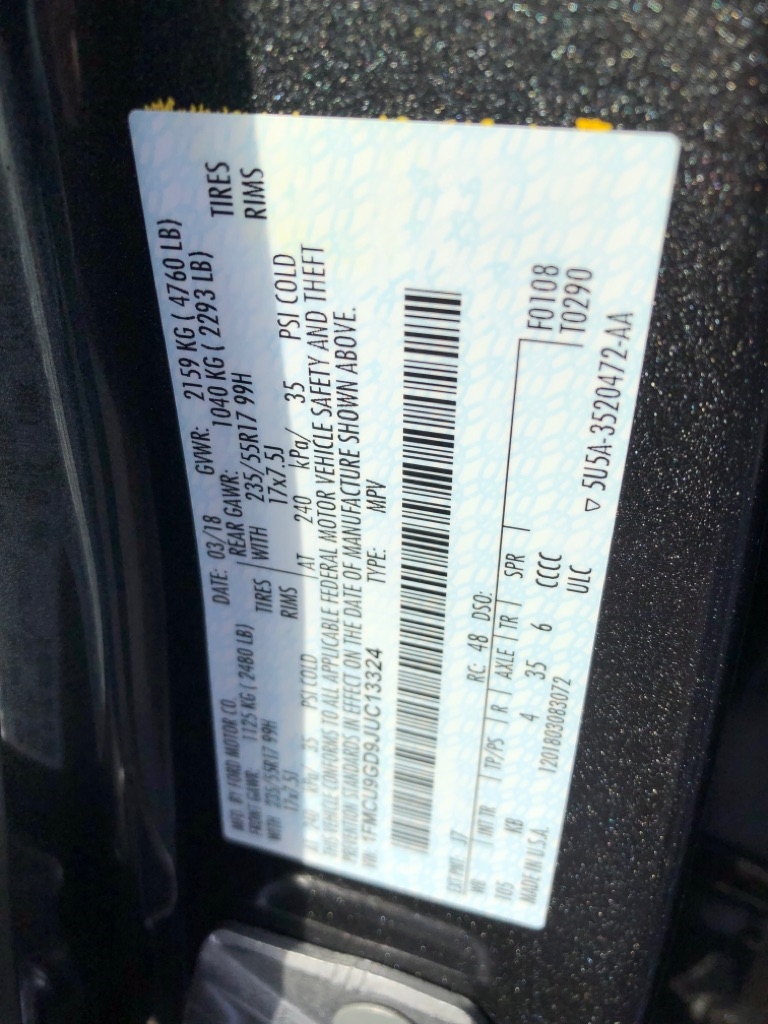 MFD. BY FORD MOTOR CO.
DATE: 03/18 GVWR: 2159 KG ( 4760 LB)
FRONT GAWR: 1125 KG ( 2480 LB) REAR GAWR: 1040 KG ( 2293 LB)
WITH 235/55R17 99H TIRES WITH 235/55R17 99H TIRES
17x7.5J RIMS 17x7.5J RIMS
AT 240 kPa/ 35 PSI COLD AT 240 kPa/ 35 PSI COLD
THIS VEHICLE CONFORMS TO ALL APPLICABLE FEDERAL MOTOR VEHICLE SAFETY AND THEFT
PREVENTION STANDARDS IN EFFECT ON THE DATE OF MANUFACTURE SHOWN ABOVE.
VIN: 1FMCU9GD9JUC13324 TYPE: MPV
EXT PNT: J7 RC: 48 DSO: F0108
WB INT TR TP/PS R AXLE TR SPR T0290
105 KB 4 35 6 CCCC
MADE IN U.S.A. 1201803083072 ULC
5U5A-3520472-AA